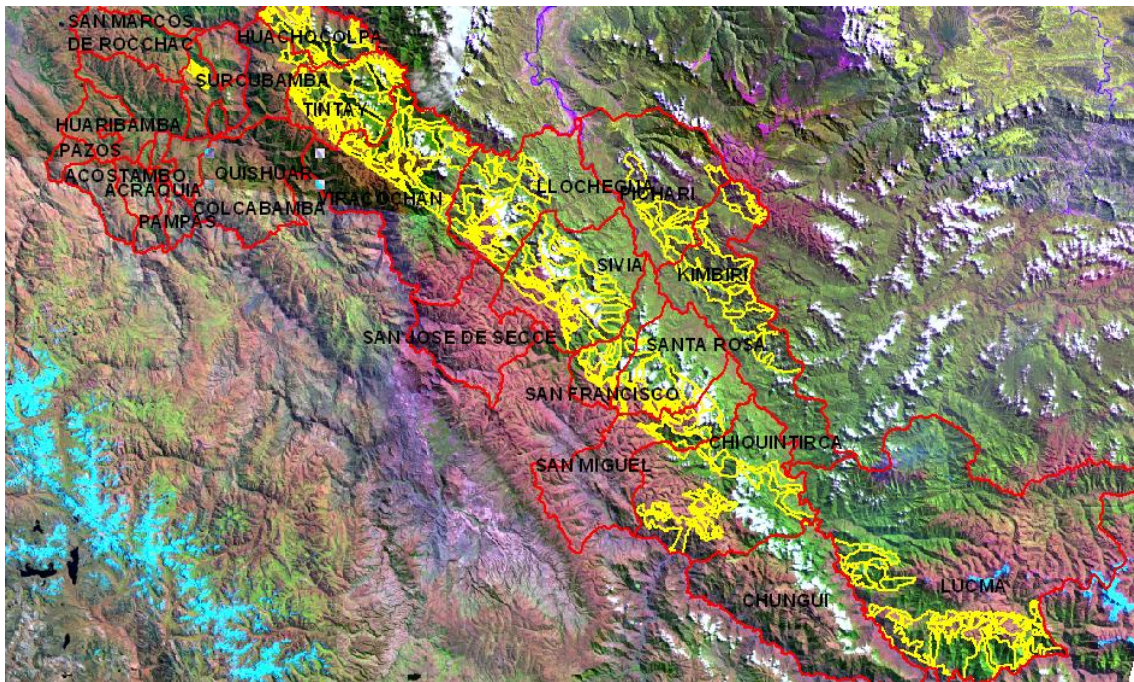 SAN MARCOS
DE ROCCHAC
HUACHOCOLPA
SURCUBAMBA
TINTAY
HUARIBAMBA
PAZOS
ACOSTAMBO
QUISHUAR
ACRAQUIA
COLCABAMBA
VIRACOCHAN
PAMPAS
LLOCHEGUA
PICHARI
SIVIA
KIMBIRI
SAN JOSE DE SECCE
SANTA ROSA
SAN FRANCISCO
CHIQUINTIRCA
SAN MIGUEL
LUCMA
CHUNGUI